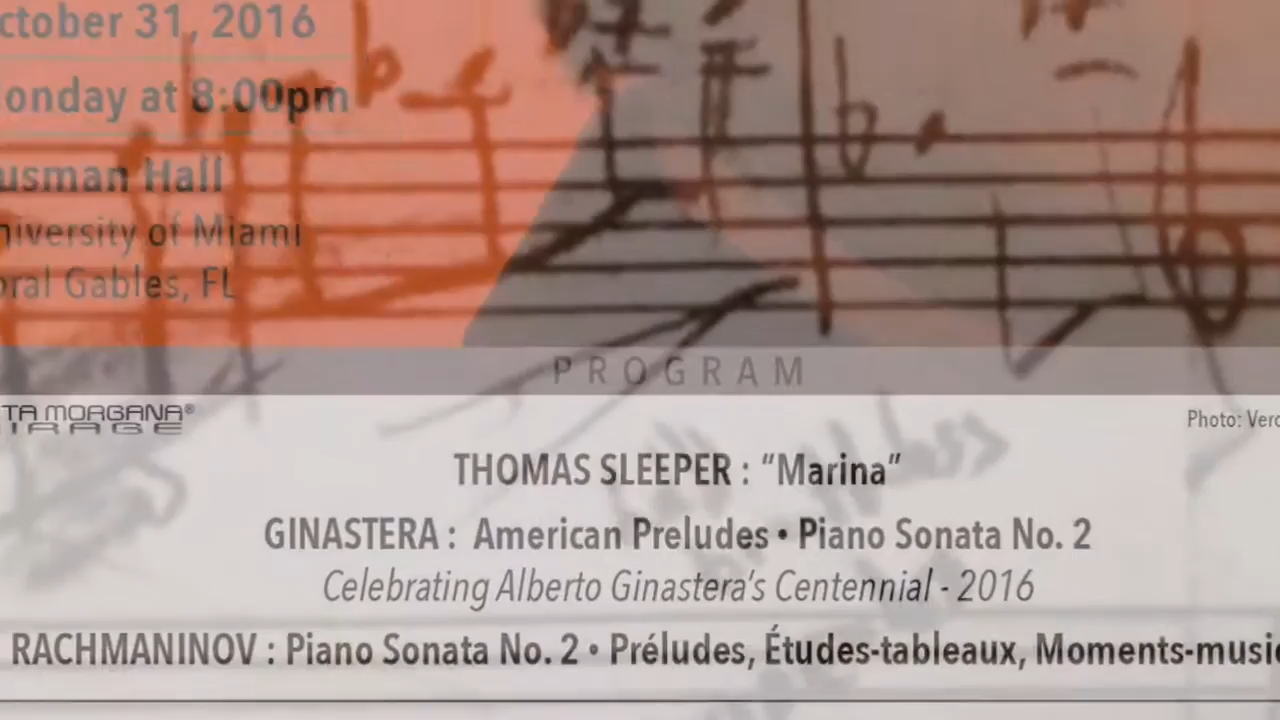 ctober 31, 2016
onday at 8:00pm
usman Hall
niversity of Miami
oral Gables, FL
PROGRAM
TA MORGANA®
MIRAGE
Photo: Vero
THOMAS SLEEPER : “Marina”
GINASTERA : American Preludes • Piano Sonata No. 2
Celebrating Alberto Ginastera’s Centennial - 2016
RACHMANINOV : Piano Sonata No. 2 • Préludes, Études-tableaux, Moments-music